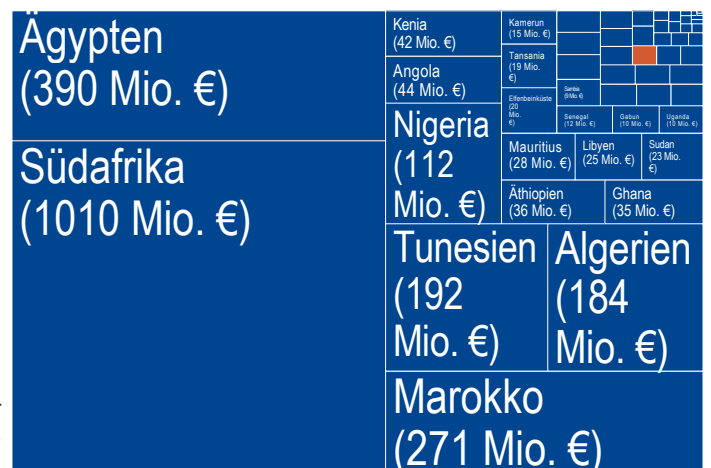 Ägypten
(390 Mio. €)
Südafrika
(1010 Mio. €)
Kenia
(42 Mio. €)
Angola
(44 Mio. €)
Nigeria
(112
Mio. €)
Kamerun
(15 Mio. €)
Tansania
(19 Mio.
€)
Elfenbeinküste
(20
Mio.
€)
Sambia
(9 Mio. €)
Senegal
(12 Mio. €)
Gabun
(10 Mio. €)
Uganda
(10 Mio. €)
Mauritius
(28 Mio. €)
Libyen
(25 Mio. €)
Sudan
(23 Mio.
€)
Äthiopien
(36 Mio. €)
Ghana
(35 Mio. €)
Tunesien
(192
Mio. €)
Algerien
(184
Mio. €)
Marokko
(271 Mio. €)